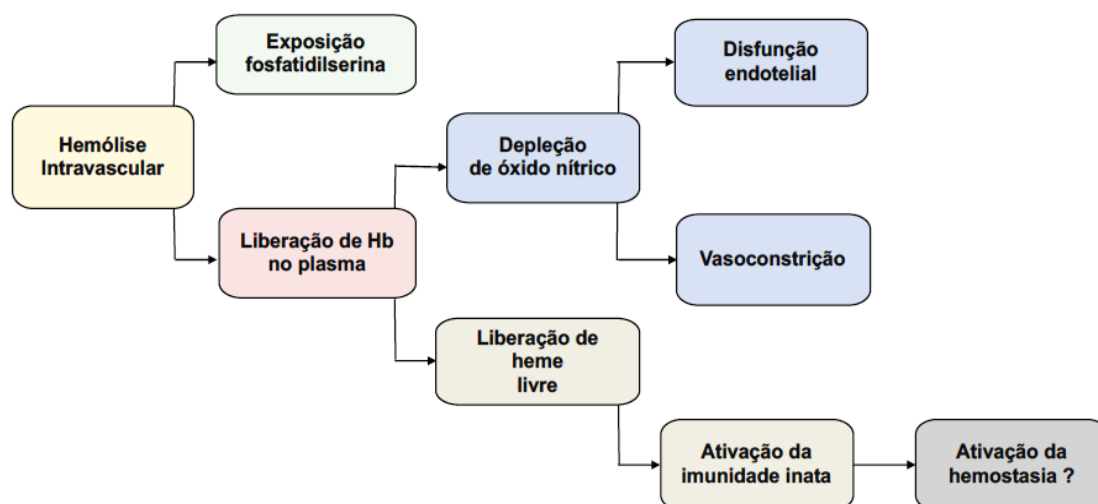 Exposição
fosfatidilserina
Disfunção
endotelial
Hemólise
Intravascular
Depleção
de óxido nítrico
Liberação de Hb
no plasma
Vasoconstrição
Liberação de
heme
livre
Ativação da
imunidade inata
Ativação da
hemostasia ?